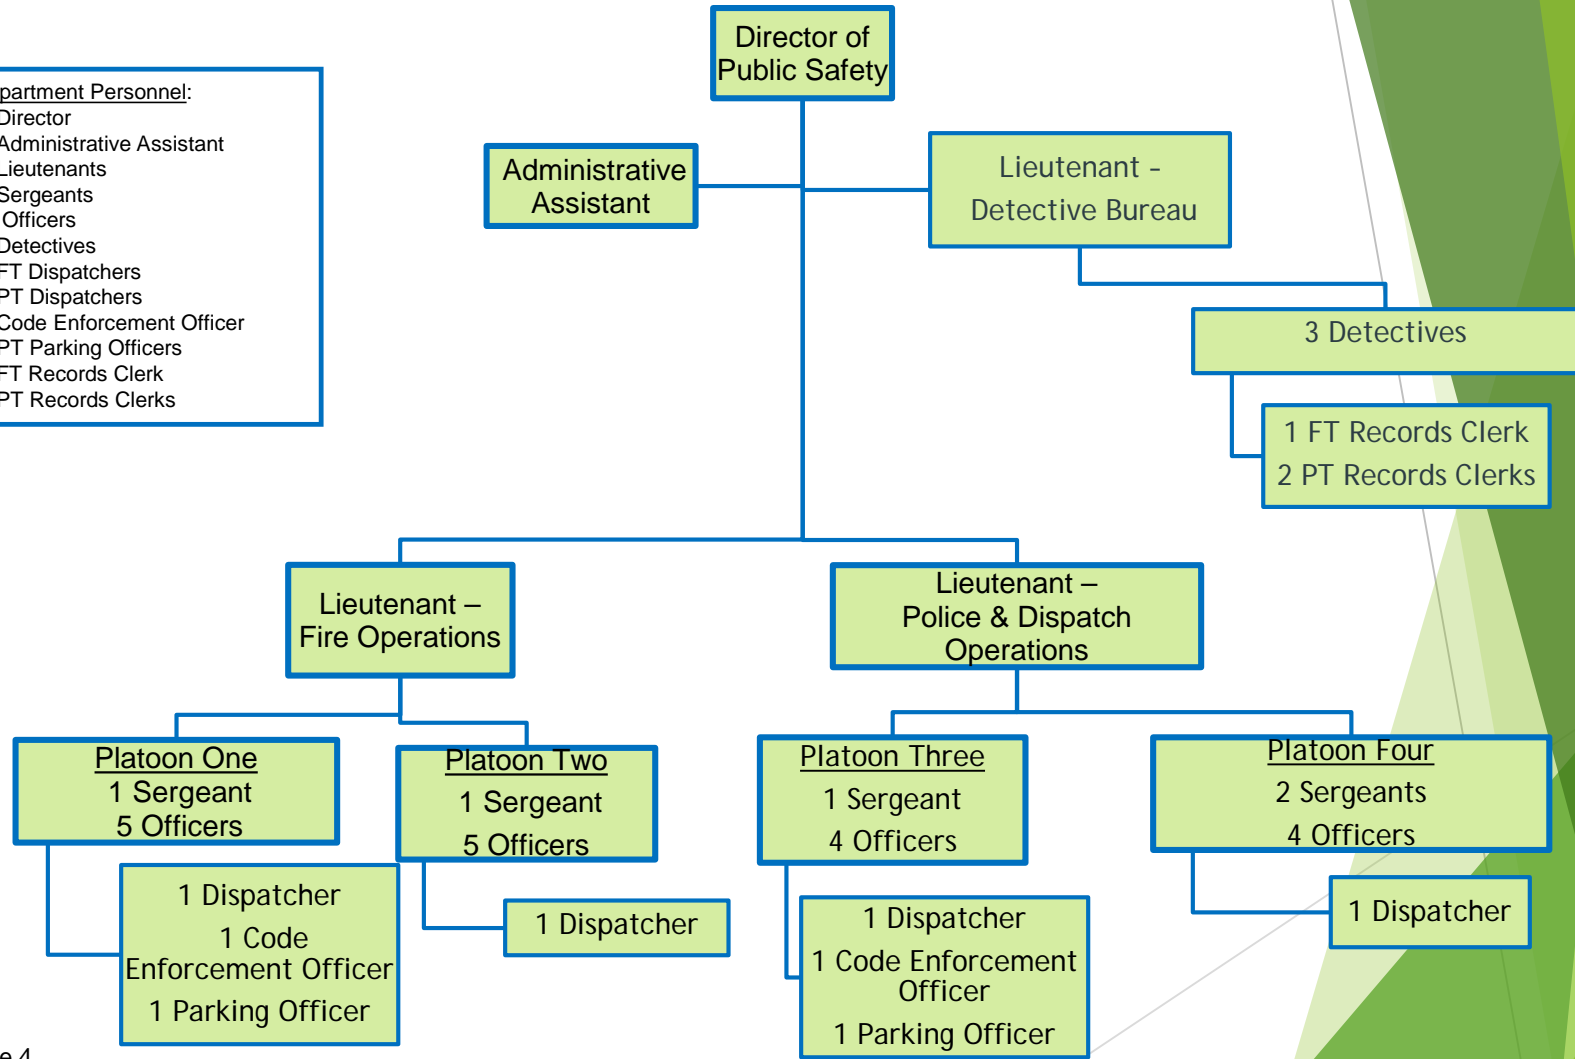 Director of
Public Safety
partment Personnel:
Director
Administrative Assistant
Lieutenants
Sergeants
Officers
Detectives
FT Dispatchers
PT Dispatchers
Code Enforcement Officer
PT Parking Officers
FT Records Clerk
PT Records Clerks
Administrative
Assistant
Lieutenant -
Detective Bureau
3 Detectives
1 FT Records Clerk
2 PT Records Clerks
Lieutenant –
Fire Operations
Lieutenant –
Police & Dispatch
Operations
Platoon One
1 Sergeant
5 Officers
Platoon Two
1 Sergeant
5 Officers
Platoon Three
1 Sergeant
4 Officers
Platoon Four
2 Sergeants
4 Officers
1 Dispatcher
1 Code
Enforcement Officer
1 Parking Officer
1 Dispatcher
1 Dispatcher
1 Code Enforcement
Officer
1 Parking Officer
1 Dispatcher
e 4